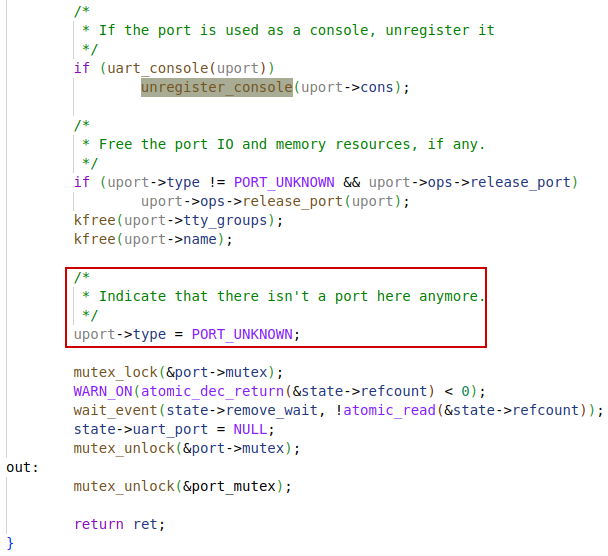 /*
 * If the port is used as a console, unregister it
 */
if (uart_console(uport))
        unregister_console(uport->cons);

/*
 * Free the port IO and memory resources, if any.
 */
if (uport->type != PORT_UNKNOWN && uport->ops->release_port)
        uport->ops->release_port(uport);
kfree(uport->tty_groups);
kfree(uport->name);

/*
 * Indicate that there isn't a port here anymore.
 */
uport->type = PORT_UNKNOWN;

mutex_lock(&port->mutex);
WARN_ON(atomic_dec_return(&state->refcount) < 0);
wait_event(state->remove_wait, !atomic_read(&state->refcount));
state->uart_port = NULL;
mutex_unlock(&port->mutex);
out:
mutex_unlock(&port_mutex);

return ret;
}